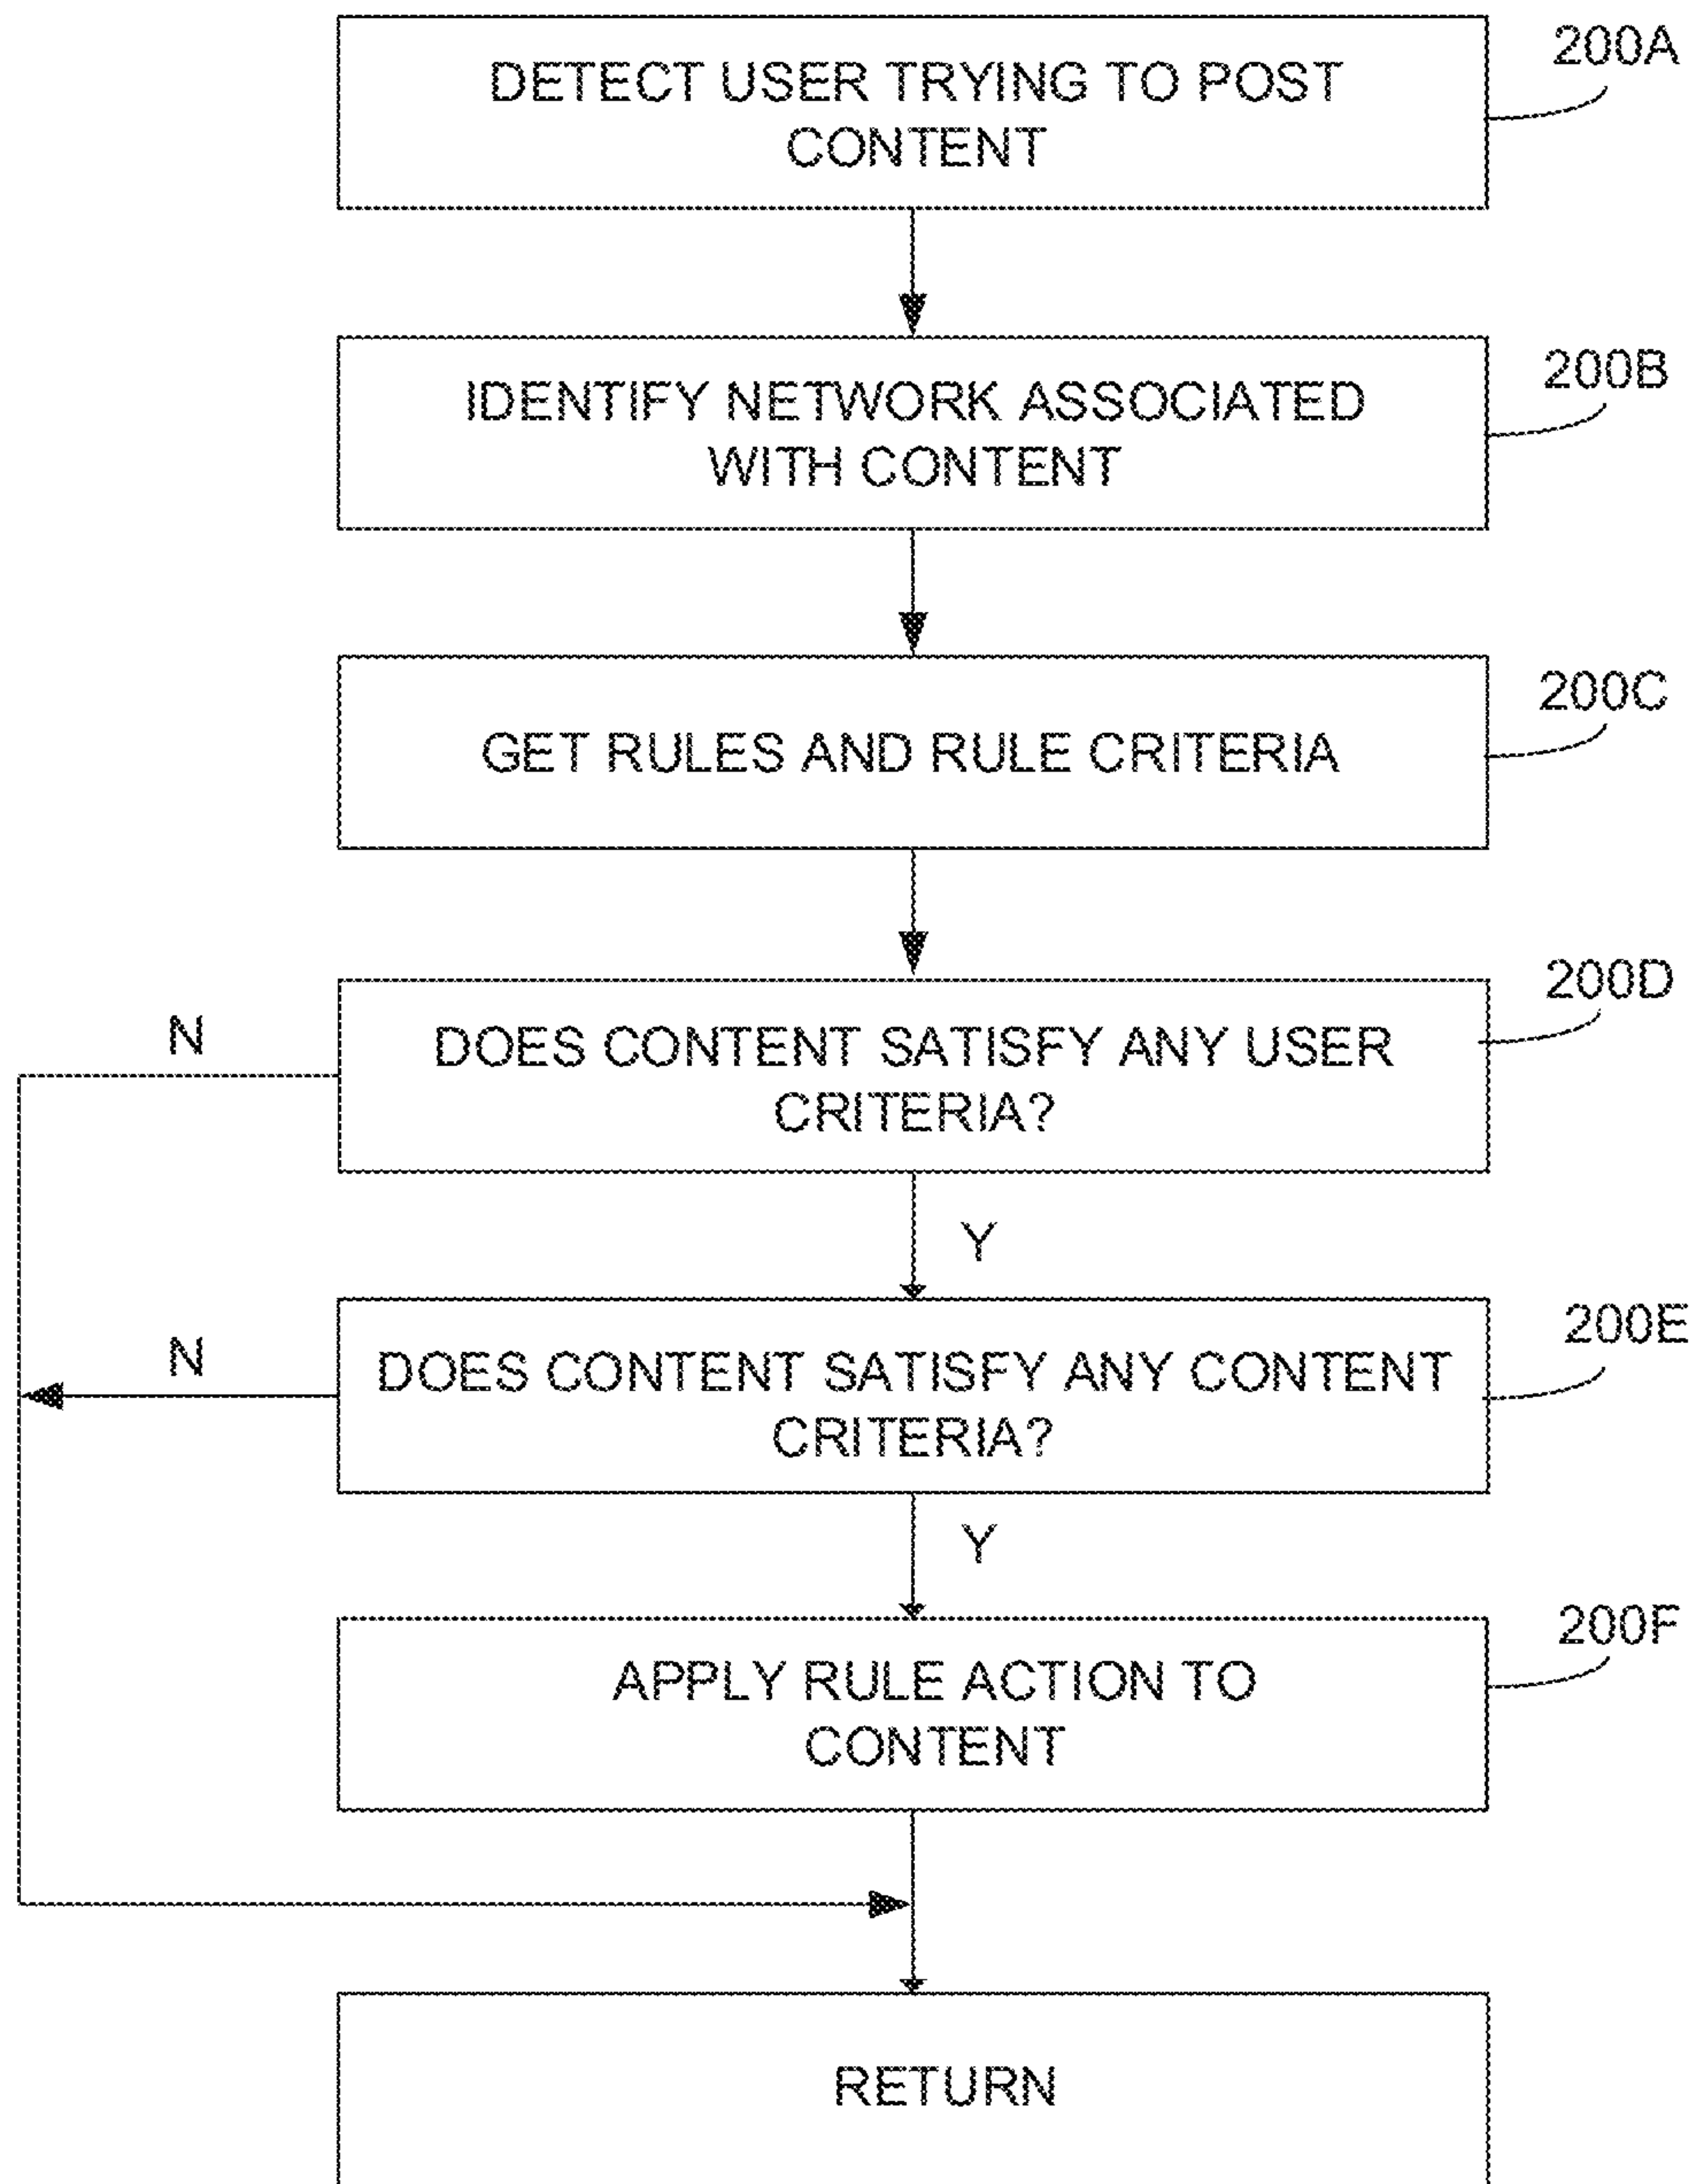 200A
DETECT USER TRYING TO POST
CONTENT
200B
IDENTIFY NETWORK ASSOCIATED
WITH CONTENT
200C
GET RULES AND RULE CRITERIA
200D
N
DOES CONTENT SATISFY ANY USER
CRITERIA?
Y
200E
N
DOES CONTENT SATISFY ANY CONTENT
CRITERIA?
Y
200F
APPLY RULE ACTION TO
CONTENT
RETURN